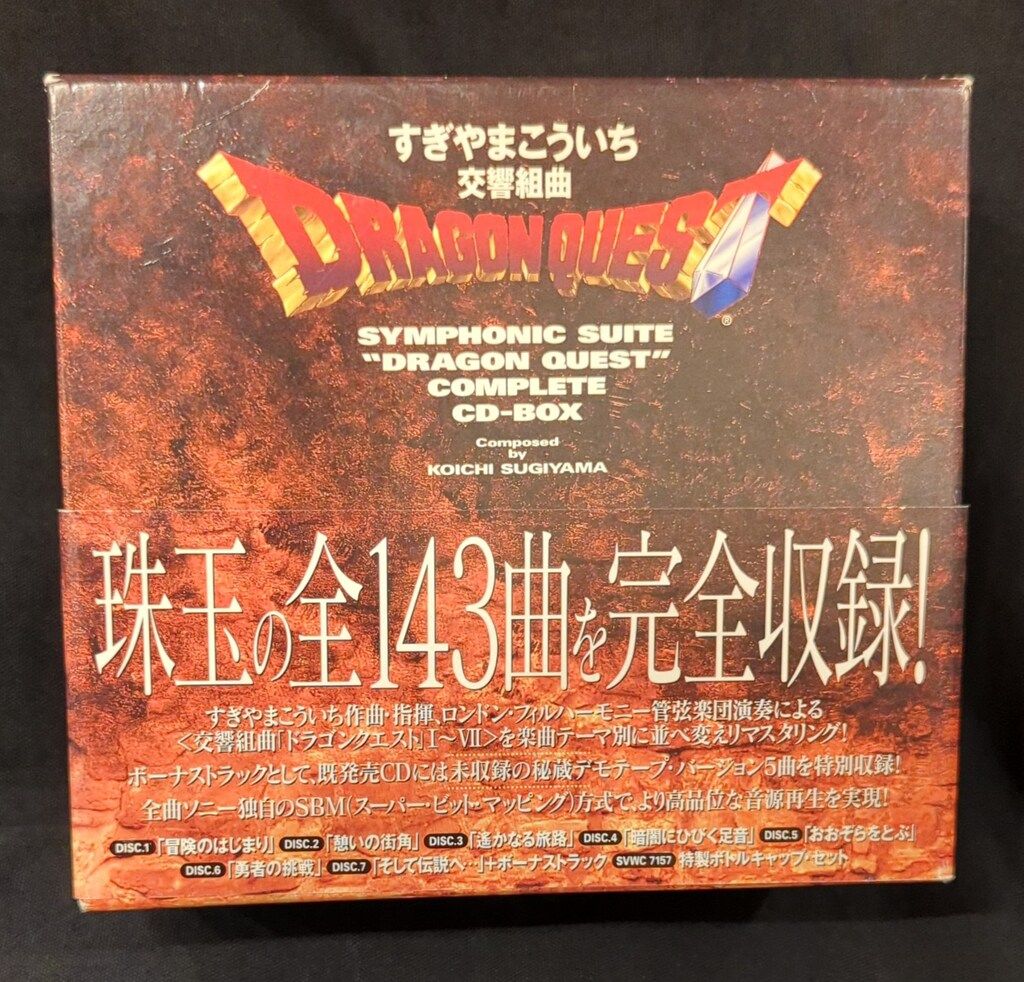 すぎやまこういち
交響組曲
DRAGON QUEST
®
SYMPHONIC SUITE
"DRAGON QUEST"
COMPLETE
CD-BOX
Composed
by
KOICHI SUGIYAMA
珠玉の全143曲を完全収録!
すぎやまこういち作曲・指揮、ロンドン・フィルハーモニー管弦楽団演奏による
<交響組曲「ドラゴンクエスト」I〜VII>を楽曲テーマ別に並べ変えリマスタリング!
ボーナストラックとして、既発売CDには未収録の秘蔵デモテープ・バージョン5曲を特別収録!
全曲ソニー独自のSBM(スーパー・ビット・マッピング)方式で、より高品位な音源再生を実現!
DISC.1「冒険のはじまり」DISC.2「憩いの街角」DISC.3「遙かなる旅路」DISC.4「暗闇にひびく足音」DISC.5「おおぞらをとぶ」
DISC.6「勇者の挑戦」DISC.7「そして伝説へ…」+ボーナストラック SVWC 7157 特製ボトルキャップ・セット